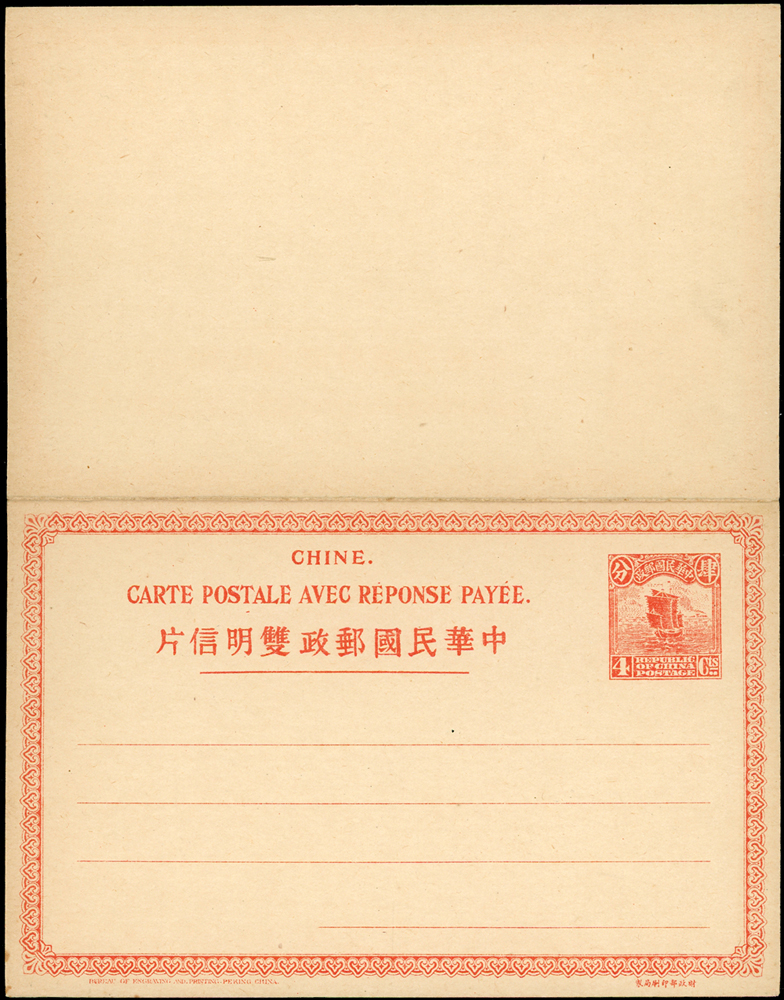 CHINE.
CARTE POSTALE AVEC RÉPONSE PAYÉE.
中華民國郵政雙明信片
中華民國郵政
肆分
4 Cts
REPUBLIC
OF CHINA
POSTAGE
BUREAU OF ENGRAVING AND PRINTING. PEKING, CHINA.
財政部印刷局製